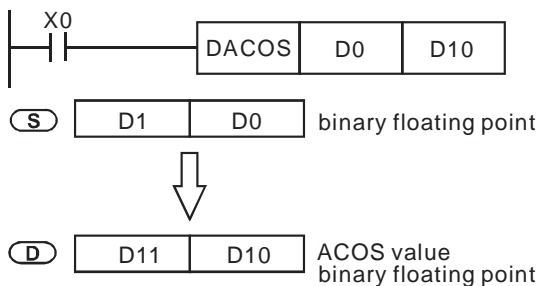 X0
DACOS D0 D10
S D1 D0 binary floating point
D D11 D10 ACOS value
binary floating point